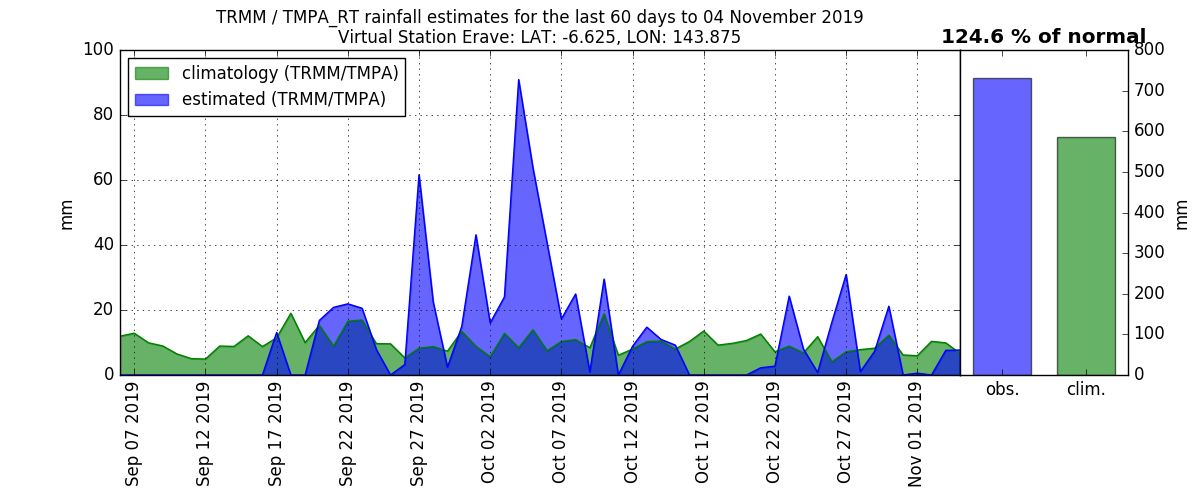 TRMM / TMPA_RT rainfall estimates for the last 60 days to 04 November 2019
Virtual Station Erave: LAT: -6.625, LON: 143.875
124.6 % of normal
climatology (TRMM/TMPA)
estimated (TRMM/TMPA)
100
80
60
40
20
0
mm
Sep 07 2019
Sep 12 2019
Sep 17 2019
Sep 22 2019
Sep 27 2019
Oct 02 2019
Oct 07 2019
Oct 12 2019
Oct 17 2019
Oct 22 2019
Oct 27 2019
Nov 01 2019
obs.
clim.
800
700
600
500
400
300
200
100
0
mm